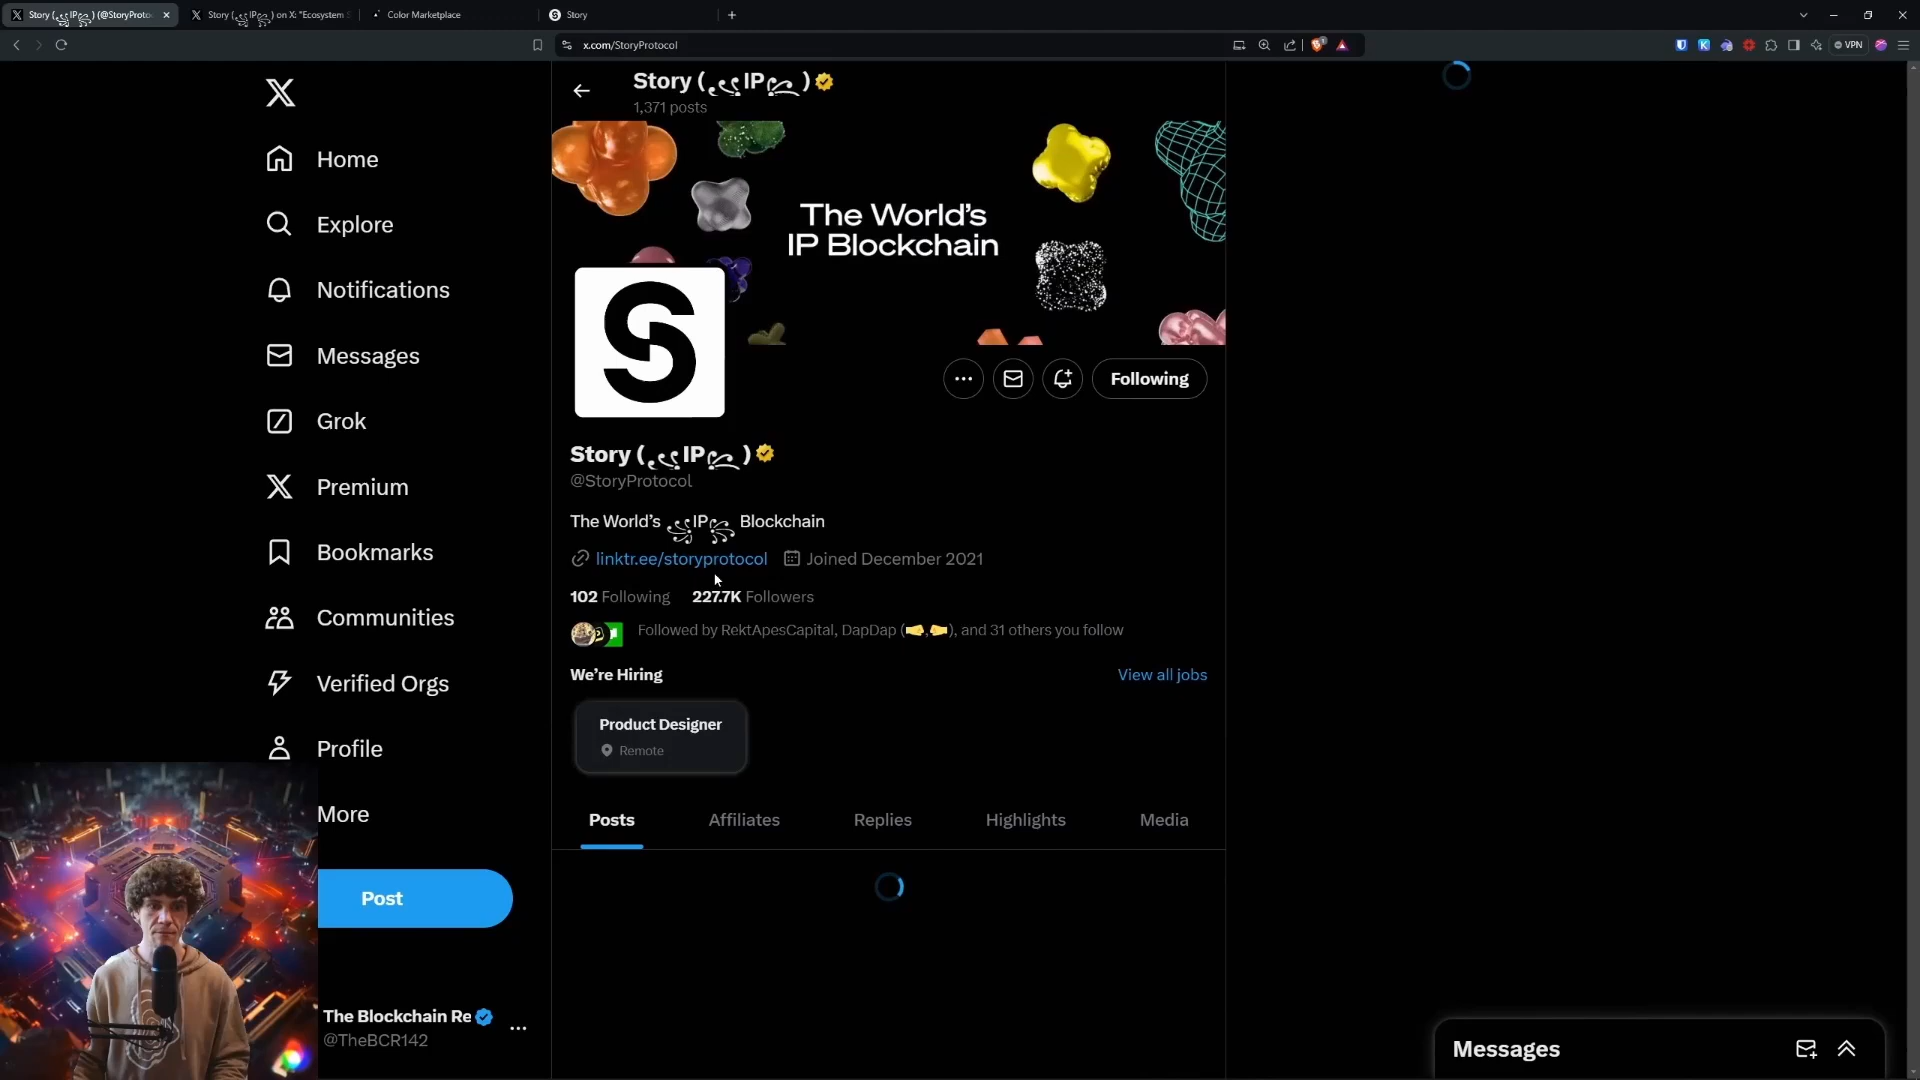 Story (꧁IP꧂) (@StoryProto
Story (꧁IP꧂) on X: "Ecosystem S
Color Marketplace
Story
x.com/StoryProtocol
VPN
Story (꧁IP꧂)
1,371 posts
The World's
IP Blockchain
S
Home
Explore
Notifications
Messages
Grok
Premium
Bookmarks
Communities
Verified Orgs
Profile
More
Post
The Blockchain Re
@TheBCR142
Following
Story (꧁IP꧂)
@StoryProtocol
The World's ꧁IP꧂ Blockchain
linktr.ee/storyprotocol Joined December 2021
102 Following 227.7K Followers
Followed by RektApesCapital, DapDap (🤜,🤛), and 31 others you follow
We're Hiring
View all jobs
Product Designer
Remote
Posts Affiliates Replies Highlights Media
Messages